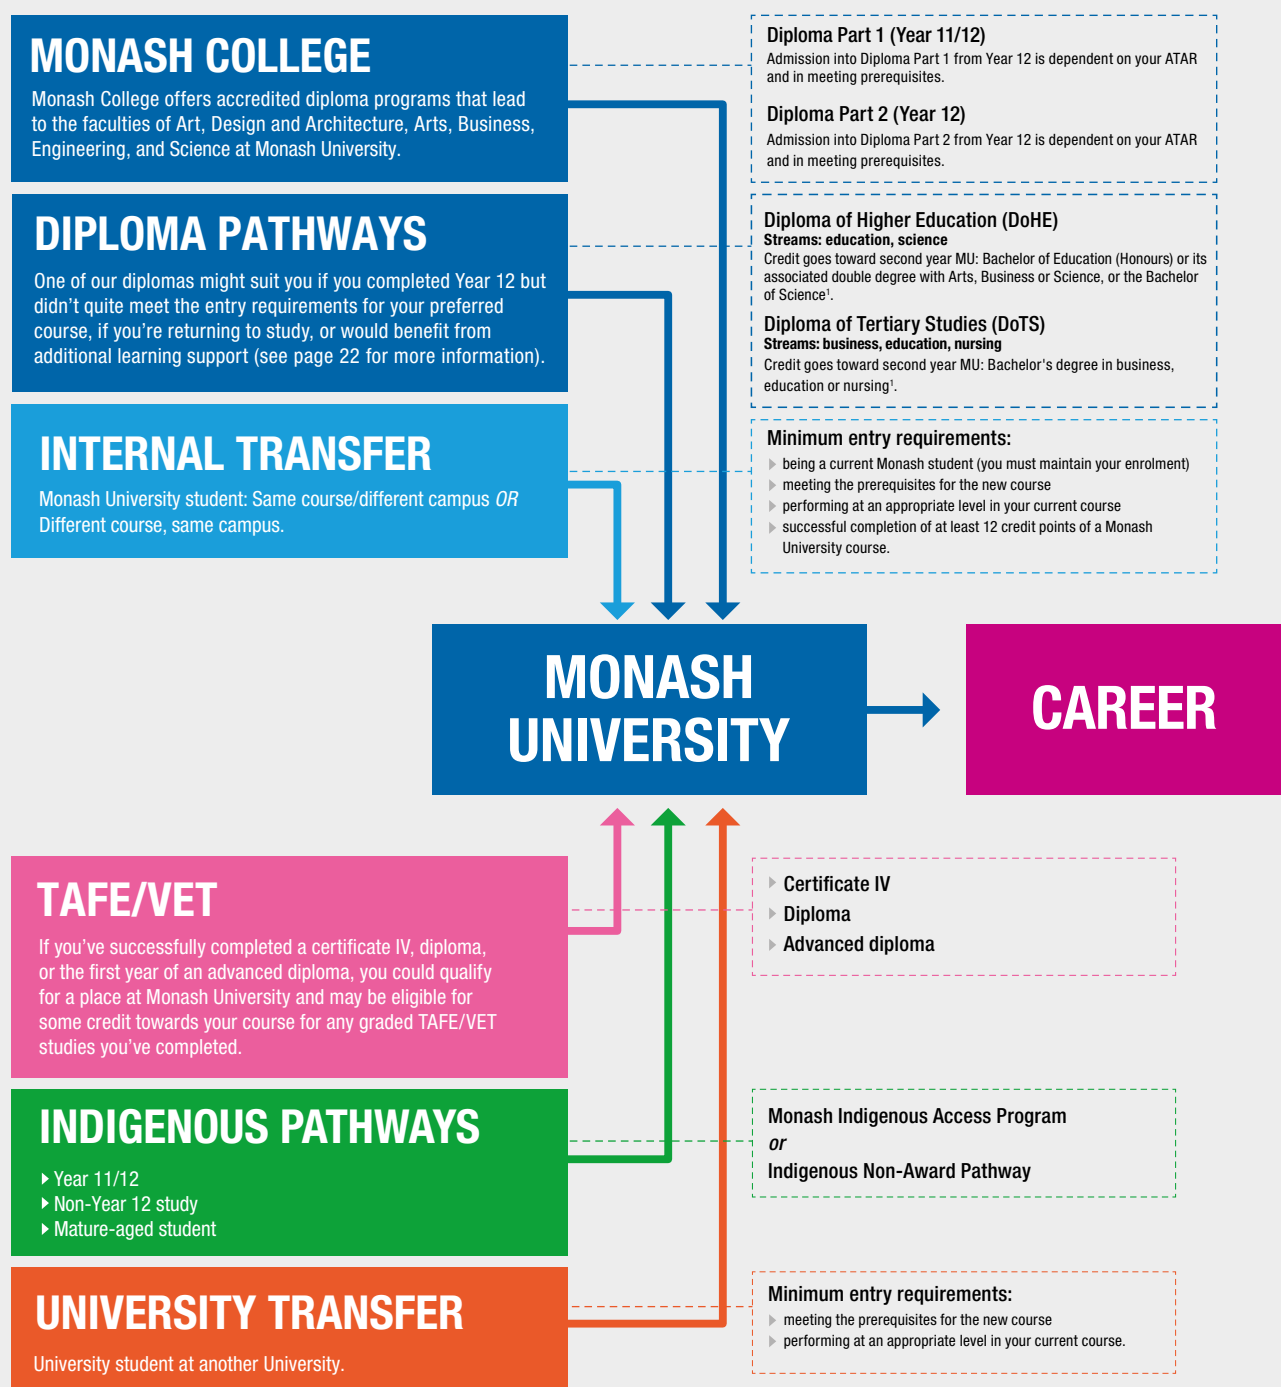 MONASH COLLEGE
Monash College offers accredited diploma programs that lead
to the faculties of Art, Design and Architecture, Arts, Business,
Engineering, and Science at Monash University.
Diploma Part 1 (Year 11/12)
Admission into Diploma Part 1 from Year 12 is dependent on your ATAR
and in meeting prerequisites.
Diploma Part 2 (Year 12)
Admission into Diploma Part 2 from Year 12 is dependent on your ATAR
and in meeting prerequisites.
DIPLOMA PATHWAYS
One of our diplomas might suit you if you completed Year 12 but
didn't quite meet the entry requirements for your preferred
course, if you're returning to study, or would benefit from
additional learning support (see page 22 for more information).
Diploma of Higher Education (DoHE)
Streams: education, science
Credit goes toward second year MU: Bachelor of Education (Honours) or its
associated double degree with Arts, Business or Science, or the Bachelor
of Science¹.
Diploma of Tertiary Studies (DoTS)
Streams: business, education, nursing
Credit goes toward second year MU: Bachelor's degree in business,
education or nursing¹.
INTERNAL TRANSFER
Monash University student: Same course/different campus OR
Different course, same campus.
Minimum entry requirements:
being a current Monash student (you must maintain your enrolment)
meeting the prerequisites for the new course
performing at an appropriate level in your current course
successful completion of at least 12 credit points of a Monash
University course.
MONASH
UNIVERSITY
CAREER
TAFE/VET
If you've successfully completed a certificate IV, diploma,
or the first year of an advanced diploma, you could qualify
for a place at Monash University and may be eligible for
some credit towards your course for any graded TAFE/VET
studies you've completed.
Certificate IV
Diploma
Advanced diploma
INDIGENOUS PATHWAYS
Year 11/12
Non-Year 12 study
Mature-aged student
Monash Indigenous Access Program
or
Indigenous Non-Award Pathway
UNIVERSITY TRANSFER
University student at another University.
Minimum entry requirements:
meeting the prerequisites for the new course
performing at an appropriate level in your current course.